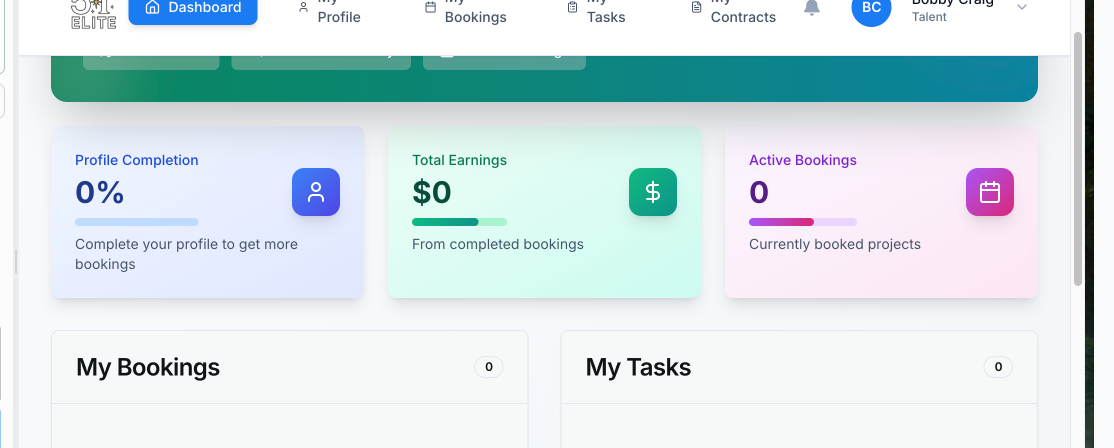 51
ELITE
Dashboard
My
Profile
My
Bookings
My
Tasks
My
Contracts
BC
Bobby Craig
Talent
Profile Completion
0%
Complete your profile to get more
bookings
Total Earnings
$0
From completed bookings
Active Bookings
0
Currently booked projects
My Bookings
0
My Tasks
0